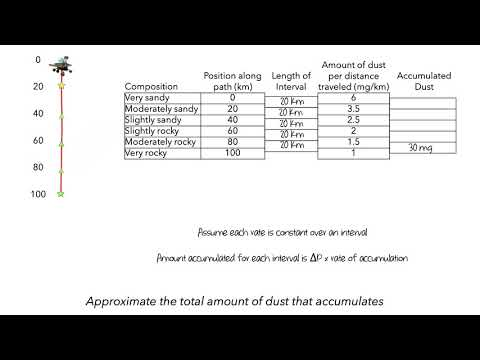 0
20
40
60
80
100
Composition Position along path (km) Length of Interval Amount of dust per distance traveled (mg/km) Accumulated Dust
Very sandy 0 6
20 Km
Moderately sandy 20 3.5
20 Km
Slightly sandy 40 2.5
20 Km
Slightly rocky 60 2
20 Km
Moderately rocky 80 1.5
20 Km 30 mg
Very rocky 100 1
Assume each rate is constant over an interval
Amount accumulated for each interval is ΔP x rate of accumulation
Approximate the total amount of dust that accumulates